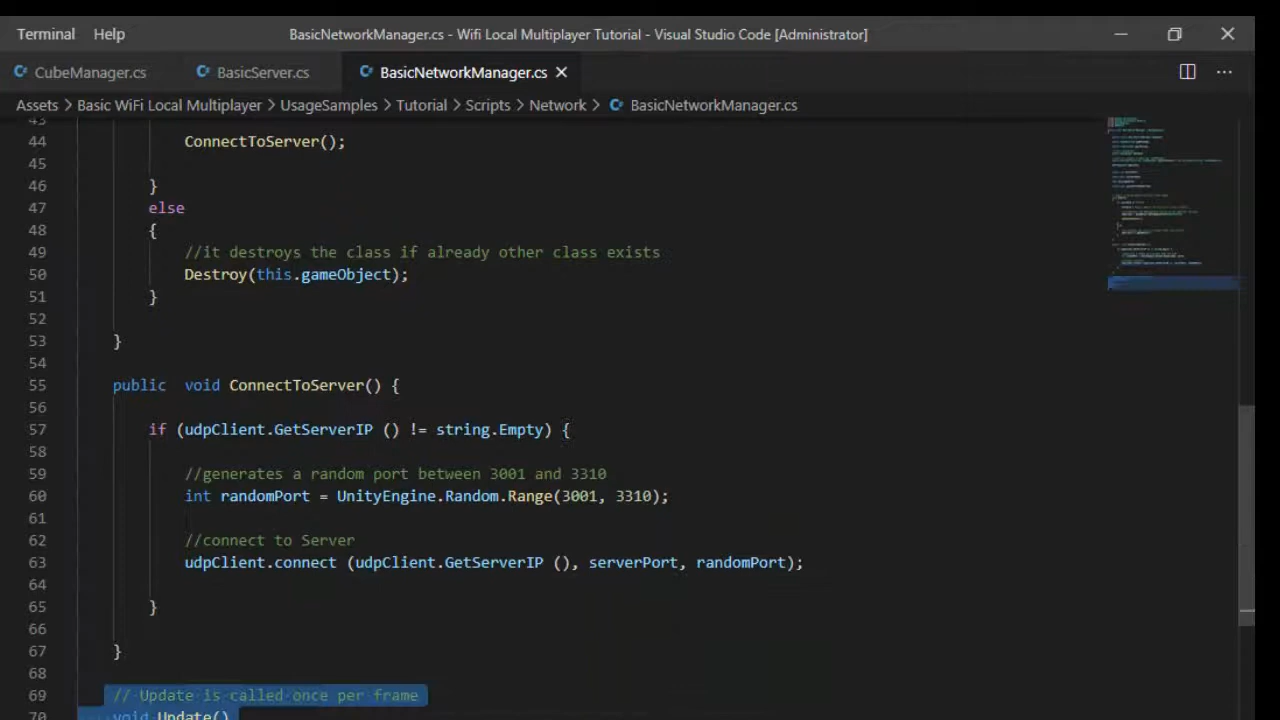 Terminal Help BasicNetworkManager.cs - Wifi Local Multiplayer Tutorial - Visual Studio Code [Administrator]
CubeManager.cs BasicServer.cs BasicNetworkManager.cs
Assets > Basic WiFi Local Multiplayer > UsageSamples > Tutorial > Scripts > Network > BasicNetworkManager.cs
43
44 ConnectToServer();
45
46 }
47 else
48 {
49 //it destroys the class if already other class exists
50 Destroy(this.gameObject);
51 }
52
53 }
54
55 public  void ConnectToServer() {
56
57 if (udpClient.GetServerIP () != string.Empty) {
58
59 //generates a random port between 3001 and 3310
60 int randomPort = UnityEngine.Random.Range(3001, 3310);
61
62 //connect to Server
63 udpClient.connect (udpClient.GetServerIP (), serverPort, randomPort);
64
65 }
66
67 }
68
69 // Update is called once per frame
70 void Update()